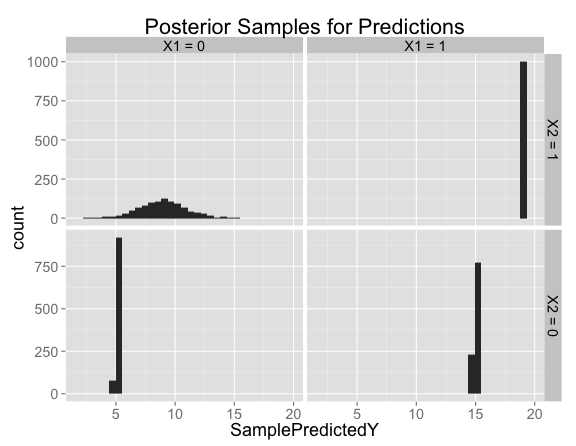 Posterior Samples for Predictions
X1 = 0 X1 = 1
1000
750
500
250
0
X2 = 1
count
750
500
250
0
X2 = 0
5 10 15 20 5 10 15 20
SamplePredictedY